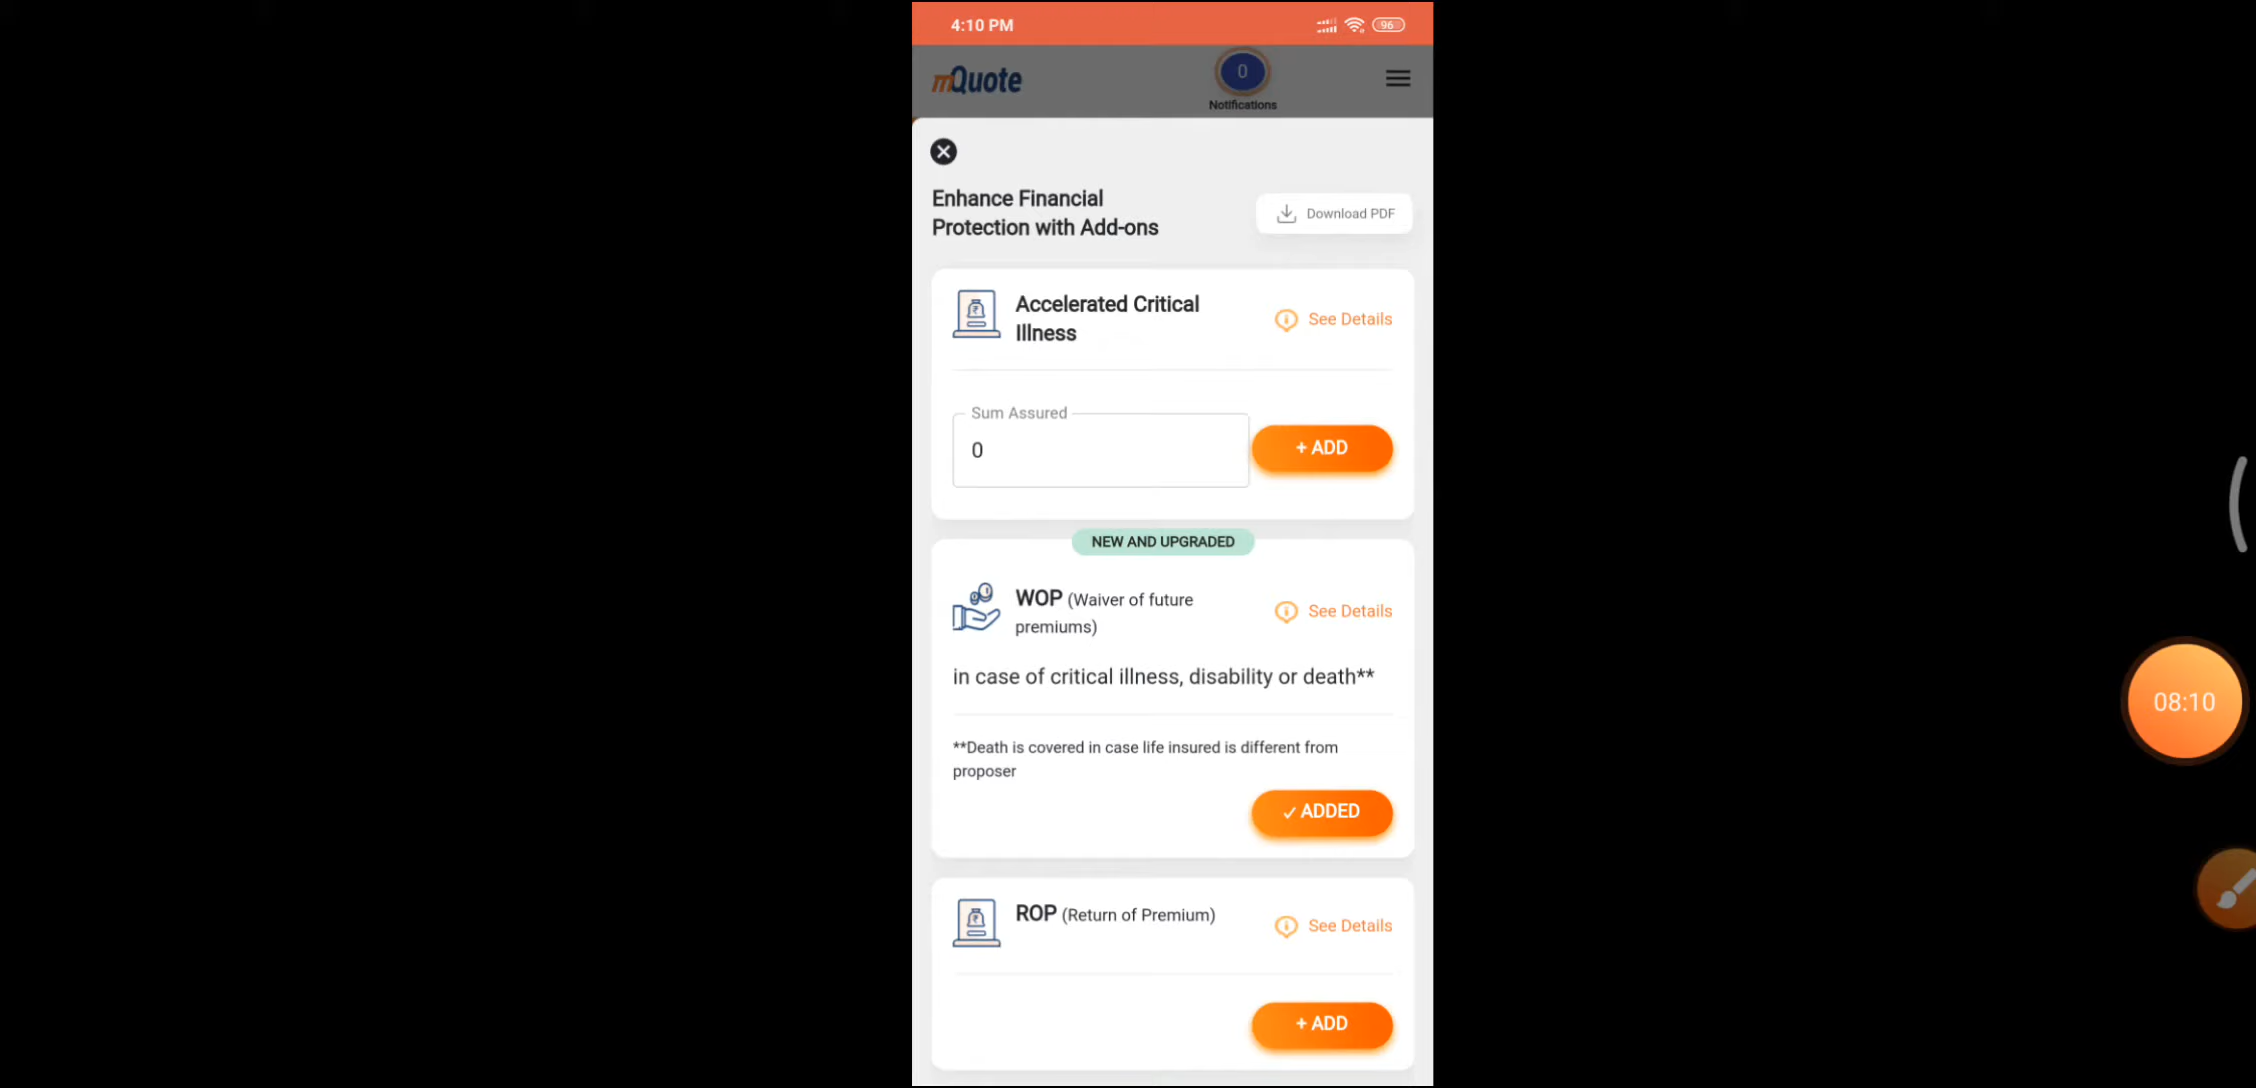 4:10 PM
96
mQuote
0
Notifications
Enhance Financial
Protection with Add-ons
Download PDF
Accelerated Critical
Illness
See Details
Sum Assured
0
+ ADD
NEW AND UPGRADED
WOP (Waiver of future
premiums)
See Details
in case of critical illness, disability or death**
**Death is covered in case life insured is different from
proposer
✓ ADDED
ROP (Return of Premium)
See Details
+ ADD
08:10